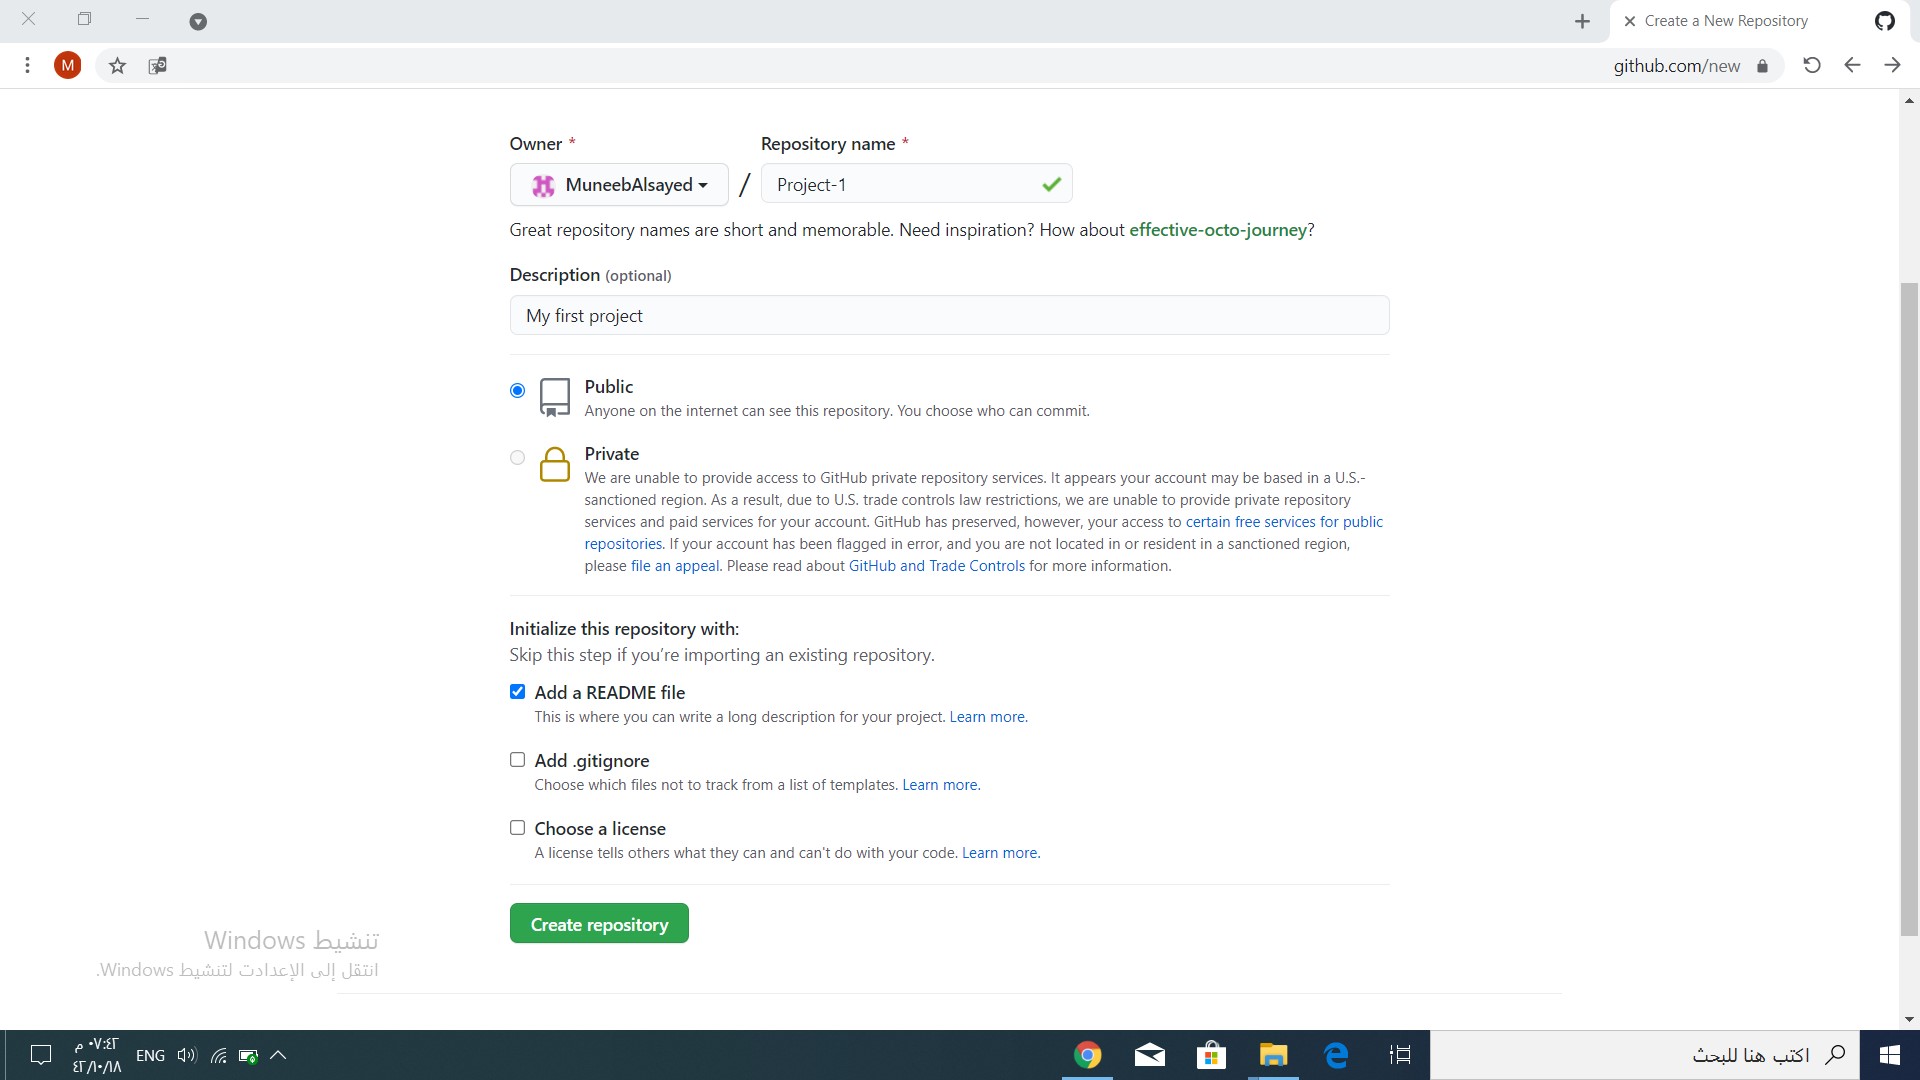 Create a New Repository
github.com/new
M
Owner *
Repository name *
MuneebAlsayed
/
Project-1
Great repository names are short and memorable. Need inspiration? How about effective-octo-journey?
Description (optional)
My first project
Public
Anyone on the internet can see this repository. You choose who can commit.
Private
We are unable to provide access to GitHub private repository services. It appears your account may be based in a U.S.-
sanctioned region. As a result, due to U.S. trade controls law restrictions, we are unable to provide private repository
services and paid services for your account. GitHub has preserved, however, your access to certain free services for public
repositories. If your account has been flagged in error, and you are not located in or resident in a sanctioned region,
please file an appeal. Please read about GitHub and Trade Controls for more information.
Initialize this repository with:
Skip this step if you're importing an existing repository.
Add a README file
This is where you can write a long description for your project. Learn more.
Add .gitignore
Choose which files not to track from a list of templates. Learn more.
Choose a license
A license tells others what they can and can't do with your code. Learn more.
Create repository
تنشيط Windows
انتقل إلى الإعدادت لتنشيط Windows.
٠٧:٤٢ م
٤٢/١٠/١٨
ENG
اكتب هنا للبحث